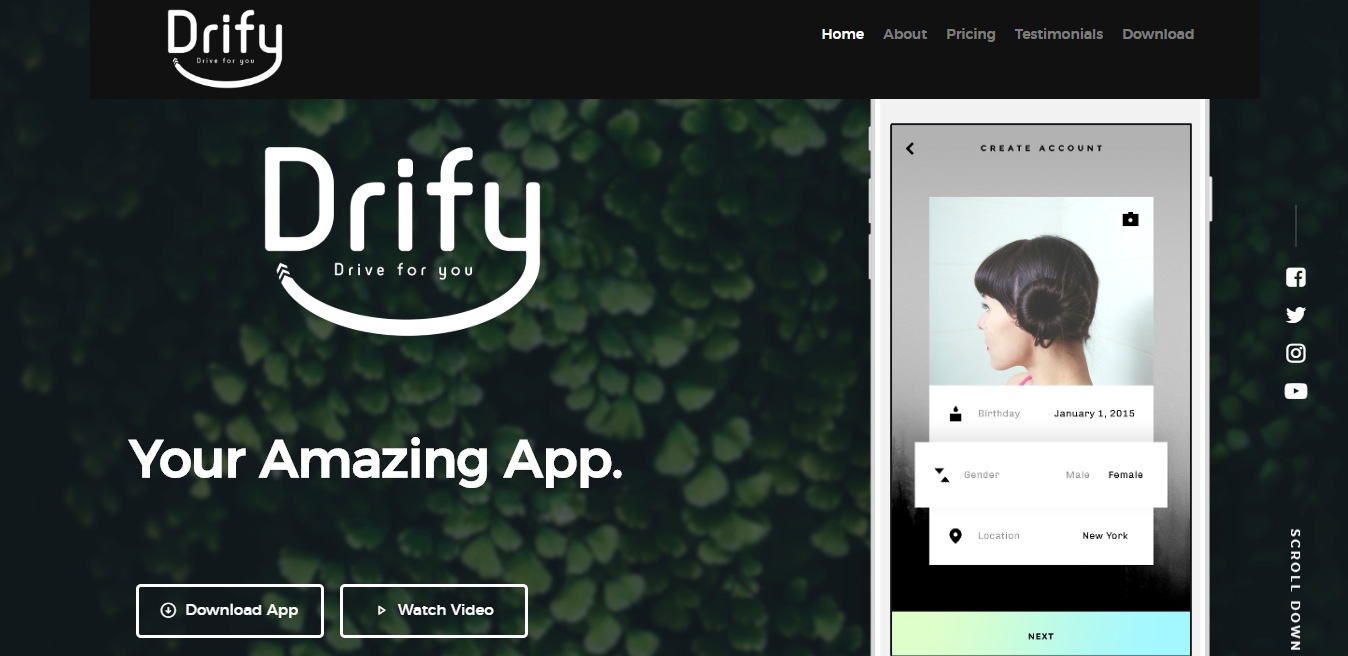 Drify
Drive for you
Home About Pricing Testimonials Download
Drify
Drive for you
Your Amazing App.
Download App Watch Video
CREATE ACCOUNT
Birthday January 1, 2015
Gender Male Female
Location New York
NEXT
SCROLL DOWN